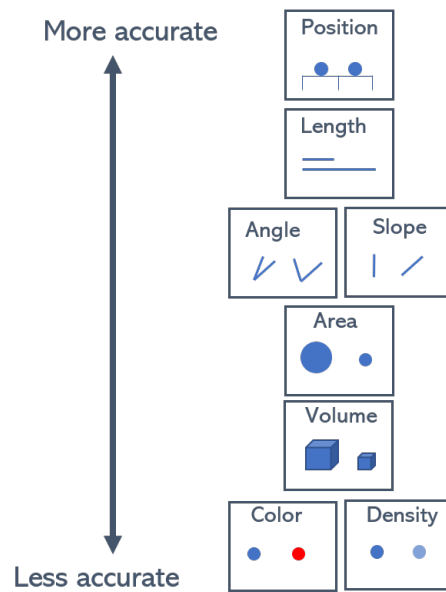 More accurate
Position
Length
Angle
Slope
Area
Volume
Color
Density
Less accurate